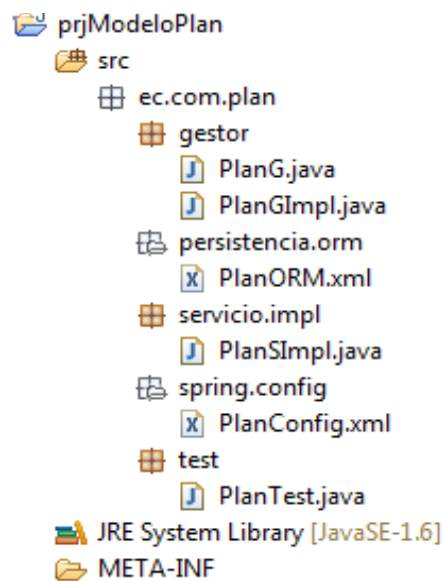 prjModeloPlan
src
ec.com.plan
gestor
PlanG.java
PlanGImpl.java
persistencia.orm
PlanORM.xml
servicio.impl
PlanSImpl.java
spring.config
PlanConfig.xml
test
PlanTest.java
JRE System Library [JavaSE-1.6]
META-INF